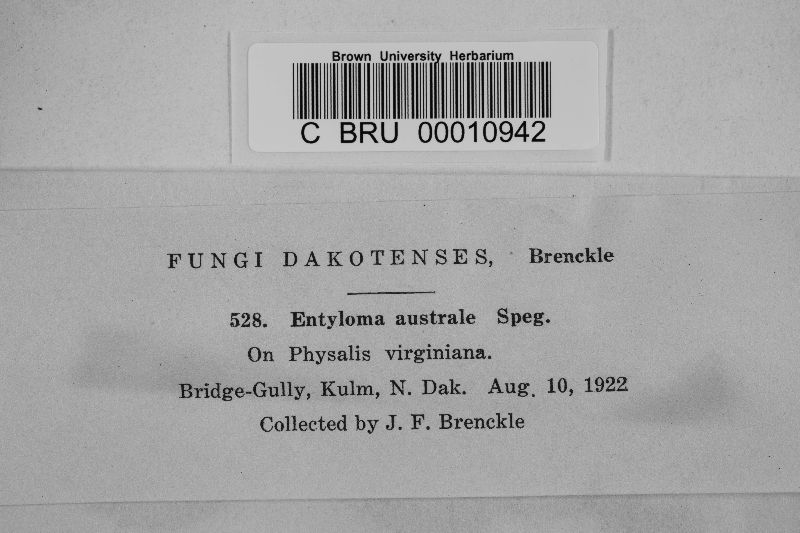 Brown University Herbarium
C BRU 00010942
FUNGI DAKOTENSES, Brenckle
528. Entyloma australe Speg.
On Physalis virginiana.
Bridge-Gully, Kulm, N. Dak. Aug. 10, 1922
Collected by J. F. Brenckle